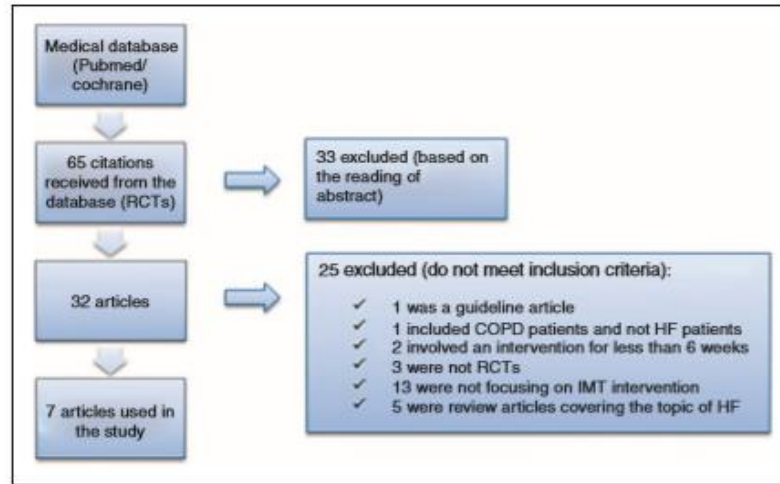 Medical database
(Pubmed/
cochrane)
65 citations
received from the
database (RCTs)
33 excluded (based on
the reading of
abstract)
32 articles
25 excluded (do not meet inclusion criteria):
✓ 1 was a guideline article
✓ 1 included COPD patients and not HF patients
✓ 2 involved an intervention for less than 6 weeks
✓ 3 were not RCTs
✓ 13 were not focusing on IMT intervention
✓ 5 were review articles covering the topic of HF
7 articles used in
the study